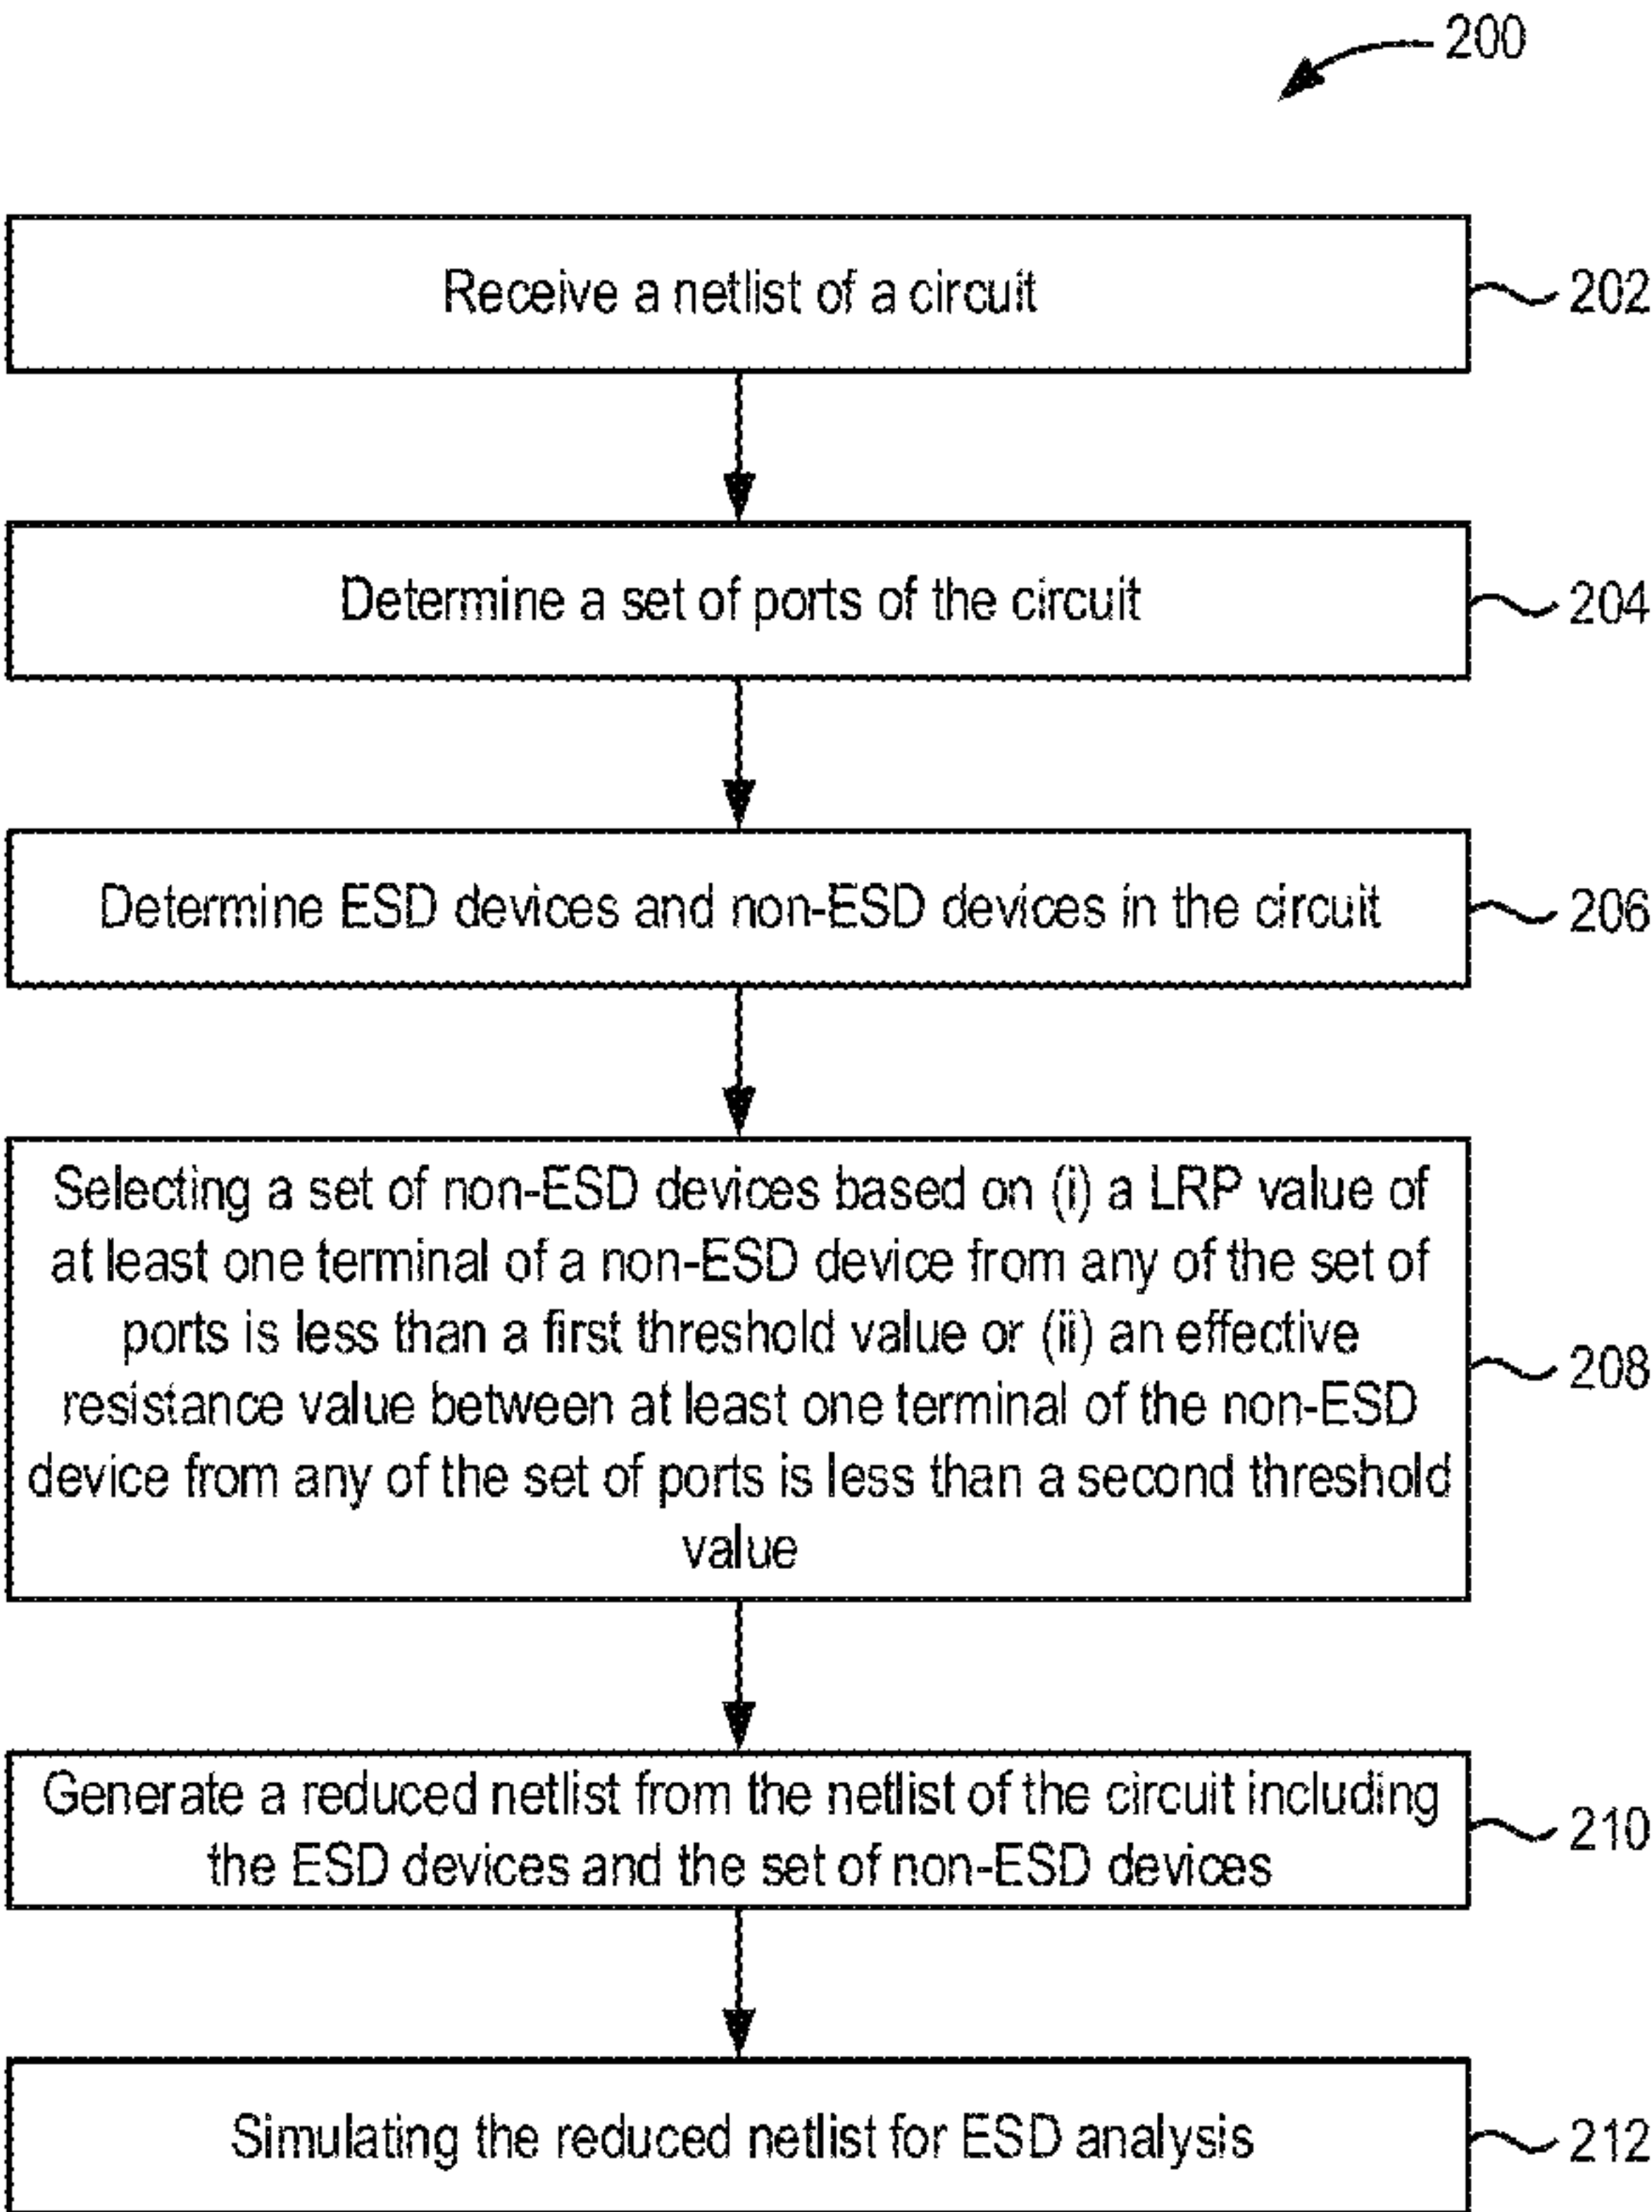 200
Receive a netlist of a circuit
202
Determine a set of ports of the circuit
204
Determine ESD devices and non-ESD devices in the circuit
206
Selecting a set of non-ESD devices based on (i) a LRP value of
at least one terminal of a non-ESD device from any of the set of
ports is less than a first threshold value or (ii) an effective
resistance value between at least one terminal of the non-ESD
device from any of the set of ports is less than a second threshold
value
208
Generate a reduced netlist from the netlist of the circuit including
the ESD devices and the set of non-ESD devices
210
Simulating the reduced netlist for ESD analysis
212